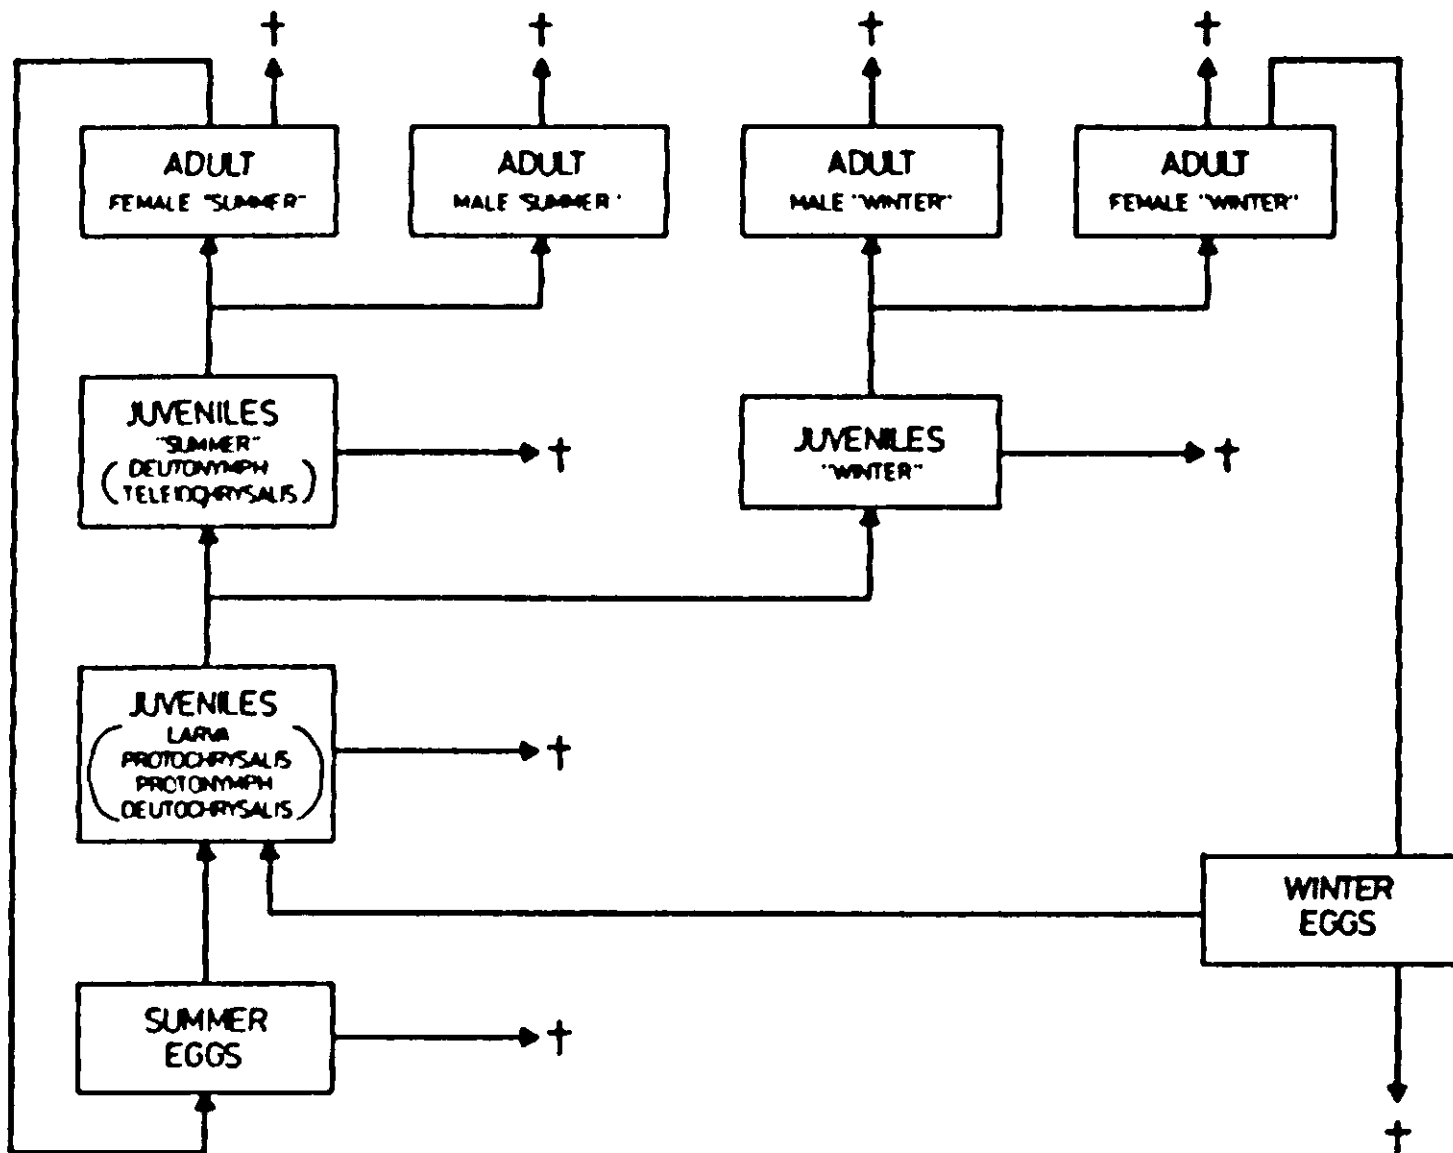 †
†
†
†
ADULT
FEMALE "SUMMER"
ADULT
MALE "SUMMER"
ADULT
MALE "WINTER"
ADULT
FEMALE "WINTER"
JUVENILES
"SUMMER"
(DEUTONYMPH
TELEIOCHRYSALIS)
†
JUVENILES
"WINTER"
†
JUVENILES
(LARVA
PROTOCHRYSALIS
PROTONYMPH
DEUTOCHRYSALIS)
†
WINTER
EGGS
SUMMER
EGGS
†
†